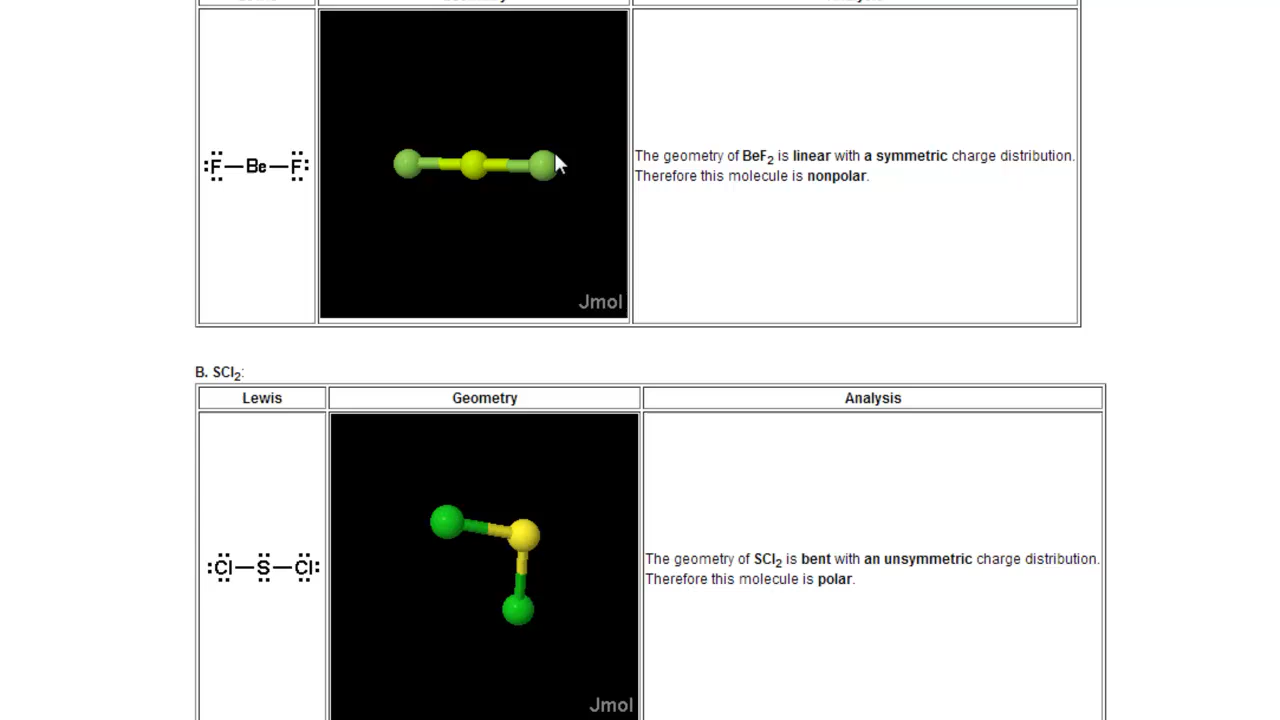 :F—Be—F:
The geometry of BeF2 is linear with a symmetric charge distribution.
Therefore this molecule is nonpolar.
Jmol
B. SCl2:
Lewis
Geometry
Analysis
:Cl—S—Cl:
The geometry of SCl2 is bent with an unsymmetric charge distribution.
Therefore this molecule is polar.
Jmol